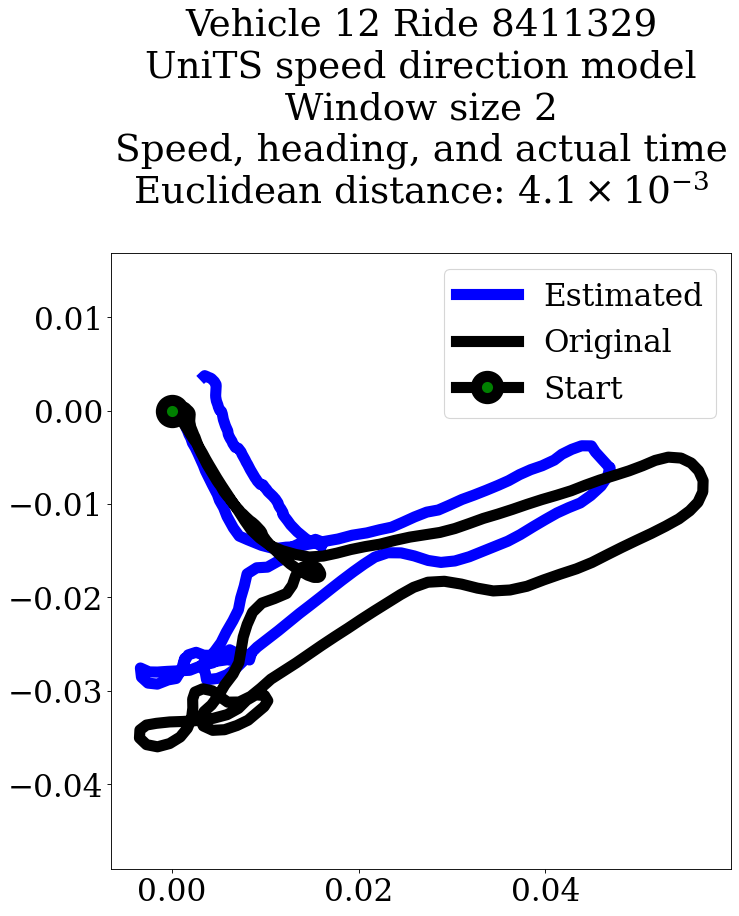 Vehicle 12 Ride 8411329
UniTS speed direction model
Window size 2
Speed, heading, and actual time
Euclidean distance: 4.1 × 10⁻³
Estimated
Original
Start
0.01
0.00
−0.01
−0.02
−0.03
−0.04
0.00 0.02 0.04